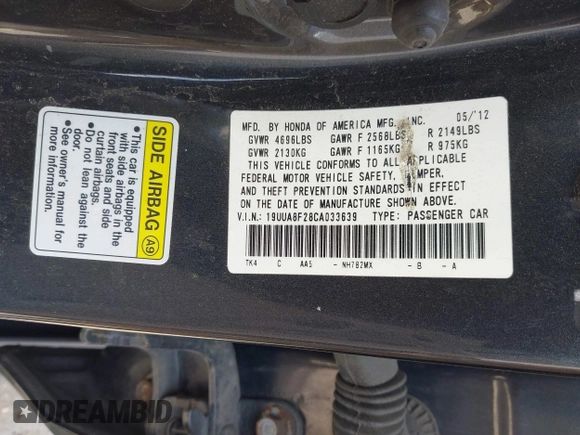 MFD. BY HONDA OF AMERICA MFG., INC. 05/'12
GVWR 4696LBS GAWR F 2568LBS R 2149LBS
GVWR 2130KG GAWR F 1165KG R 975KG
THIS VEHICLE CONFORMS TO ALL APPLICABLE
FEDERAL MOTOR VEHICLE SAFETY, BUMPER,
AND THEFT PREVENTION STANDARDS IN EFFECT
ON THE DATE OF MANUFACTURE SHOWN ABOVE.
V.I.N.: 19UUA8F28CA033639 TYPE: PASSENGER CAR
TK4 C AA5 - NH782MX - B - A
SIDE AIRBAG A9
•This car is equipped
with side airbags in the
front seats and side
curtain airbags.
•Do not lean against the
door.
•See owner's manual for
more information.
DREAMBID